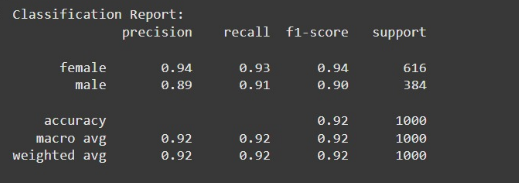 Classification Report:
precision recall f1-score support
female 0.94 0.93 0.94 616
male 0.89 0.91 0.90 384
accuracy 0.92 1000
macro avg 0.92 0.92 0.92 1000
weighted avg 0.92 0.92 0.92 1000